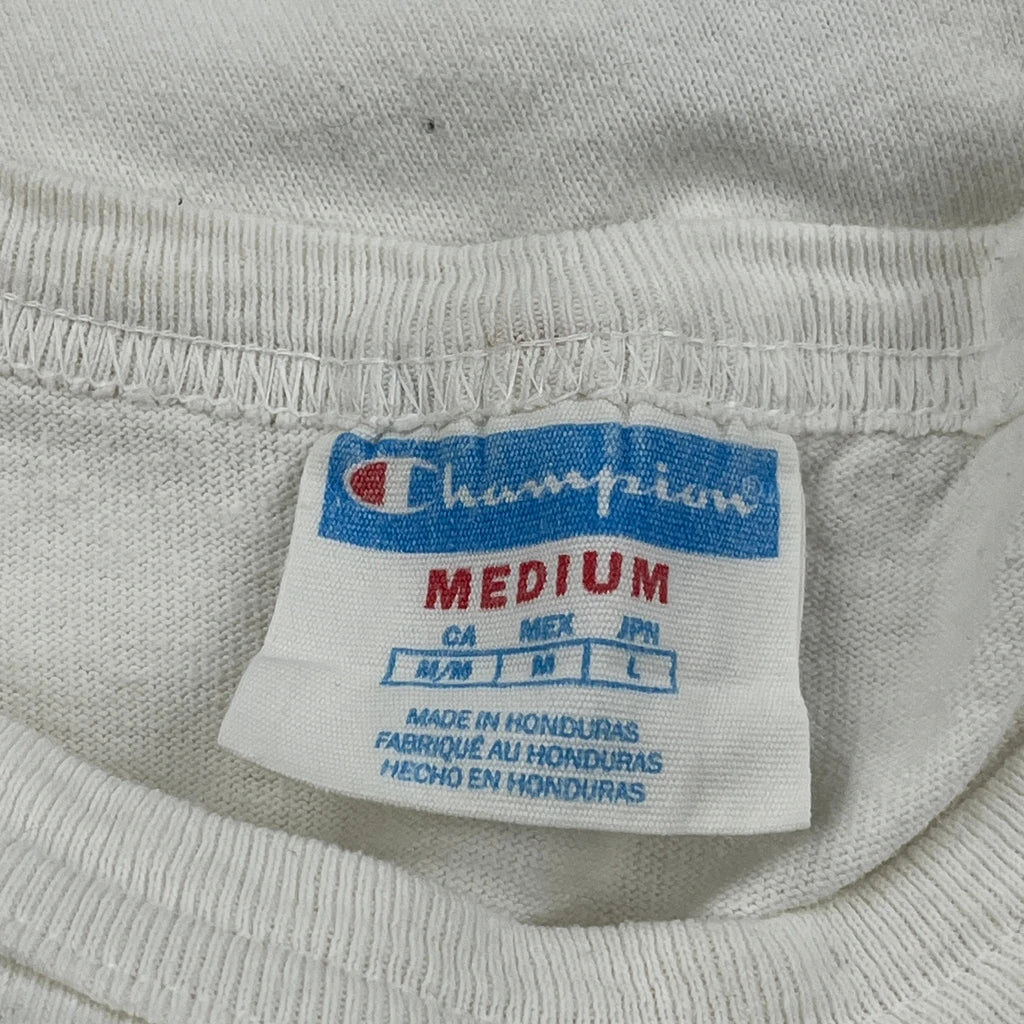 Champion®
MEDIUM
CA MEX JPN
M/M M L
MADE IN HONDURAS
FABRIQUÉ AU HONDURAS
HECHO EN HONDURAS